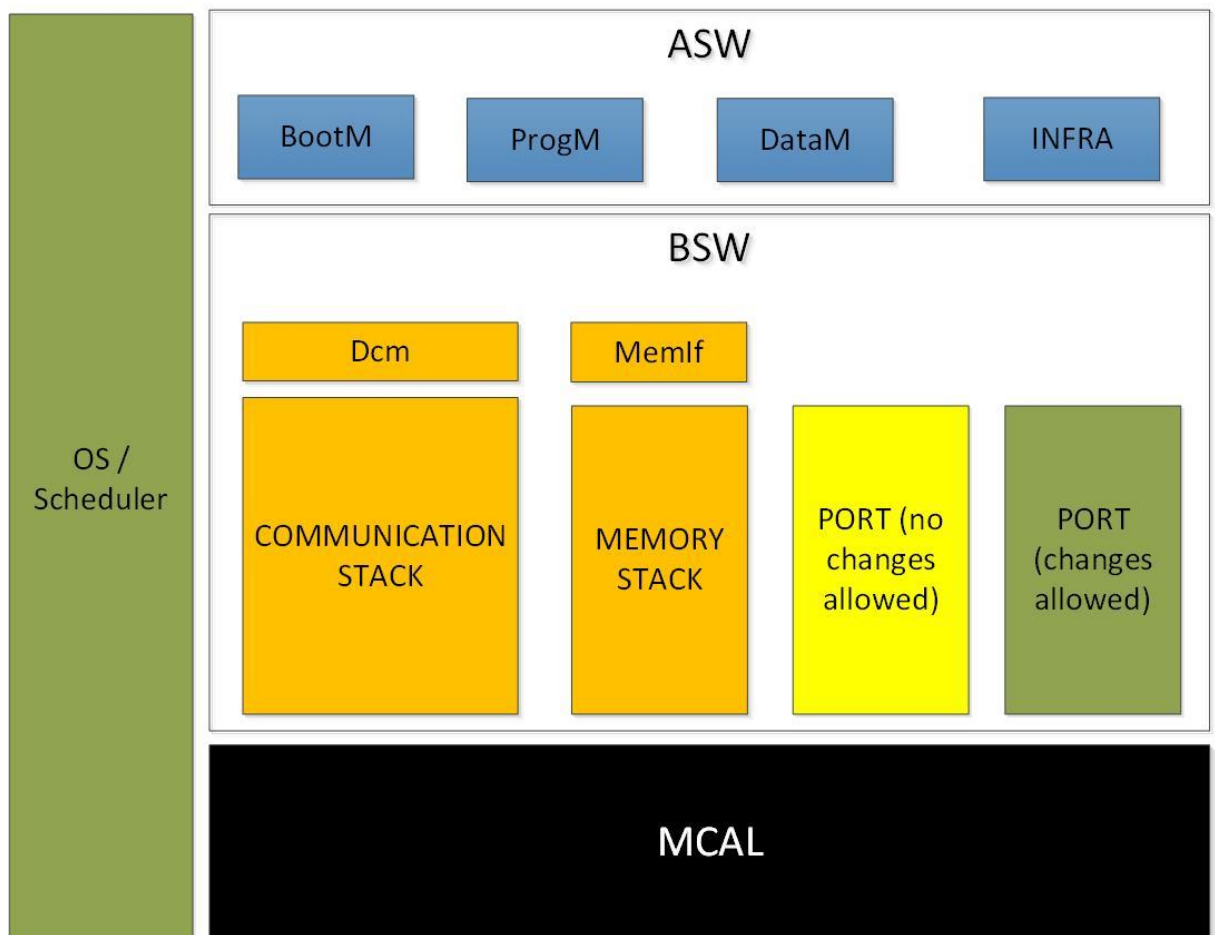 ASW
BootM
ProgM
DataM
INFRA
BSW
Dcm
MemIf
OS /
Scheduler
COMMUNICATION
STACK
MEMORY
STACK
PORT (no
changes
allowed)
PORT
(changes
allowed)
MCAL